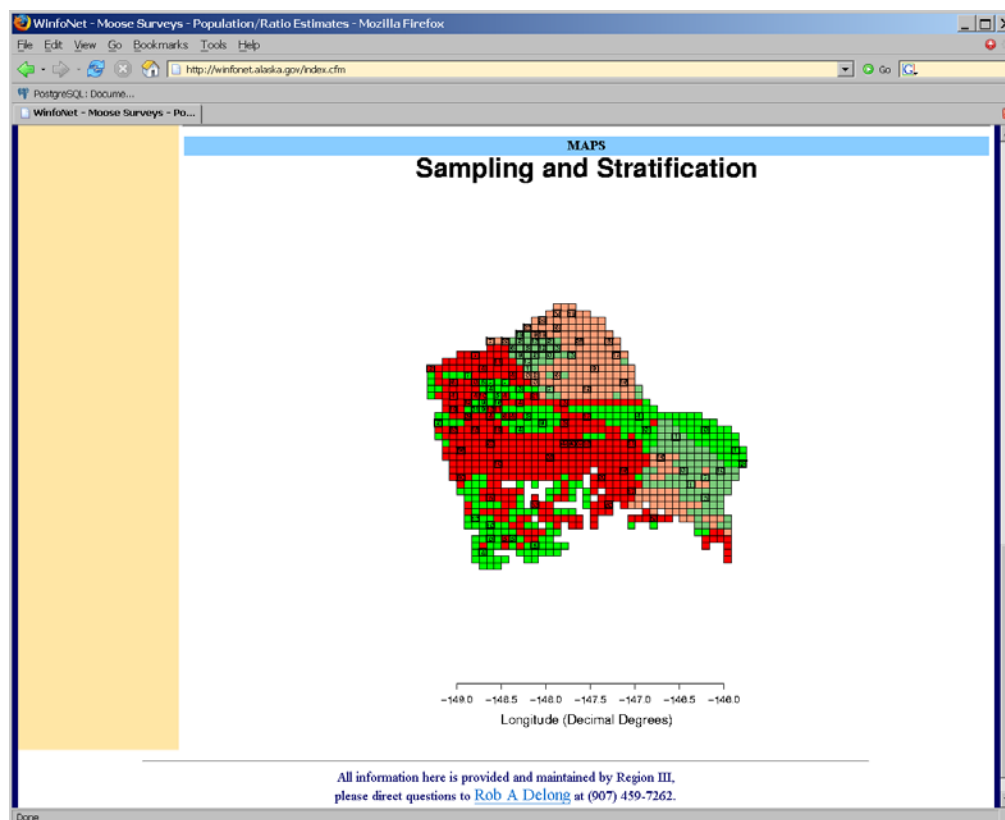 WinfoNet - Moose Surveys - Population/Ratio Estimates - Mozilla Firefox
File Edit View Go Bookmarks Tools Help
http://winfonet.alaska.gov/index.cfm
Go
PostgreSQL: Docume...
WinfoNet - Moose Surveys - Po...
MAPS
Sampling and Stratification
-149.0 -148.5 -148.0 -147.5 -147.0 -146.5 -146.0
Longitude (Decimal Degrees)
All information here is provided and maintained by Region III,
please direct questions to Rob A Delong at (907) 459-7262.
Done